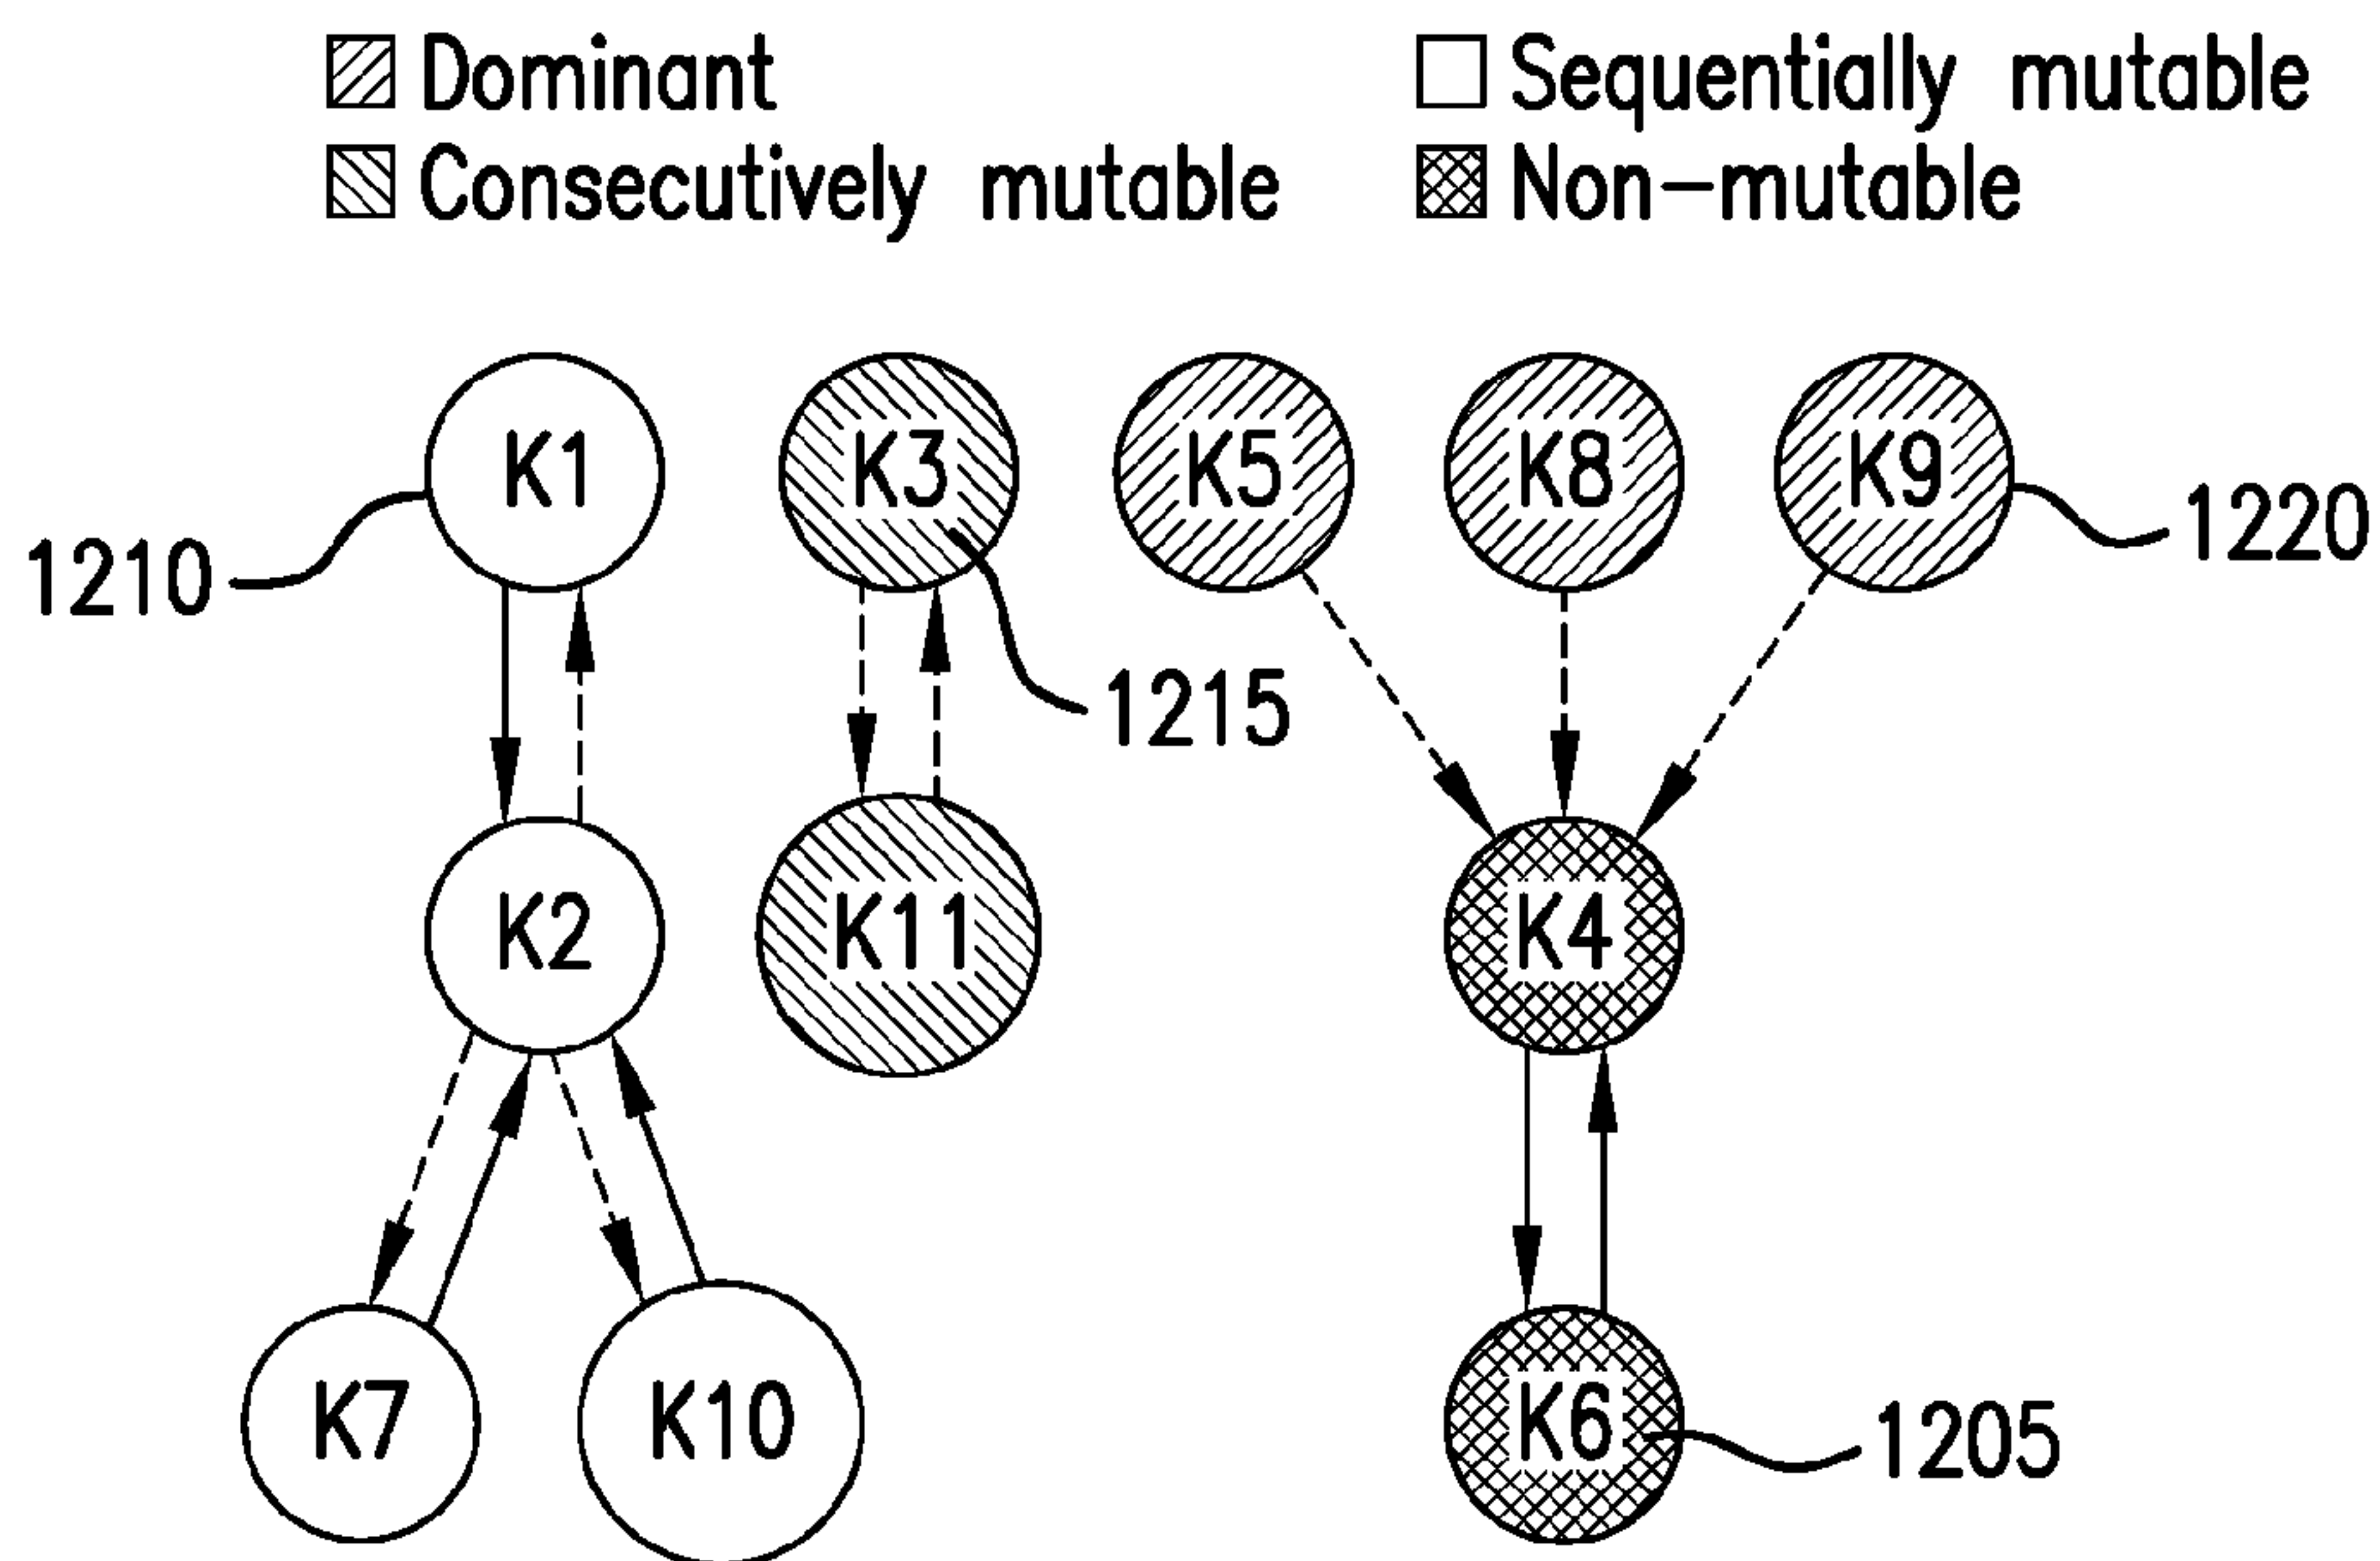 Dominant
Sequentially mutable
Consecutively mutable
Non-mutable
K1
K3
K5
K8
K9
1220
1210
1215
K2
K11
K4
K7
K10
K6
1205